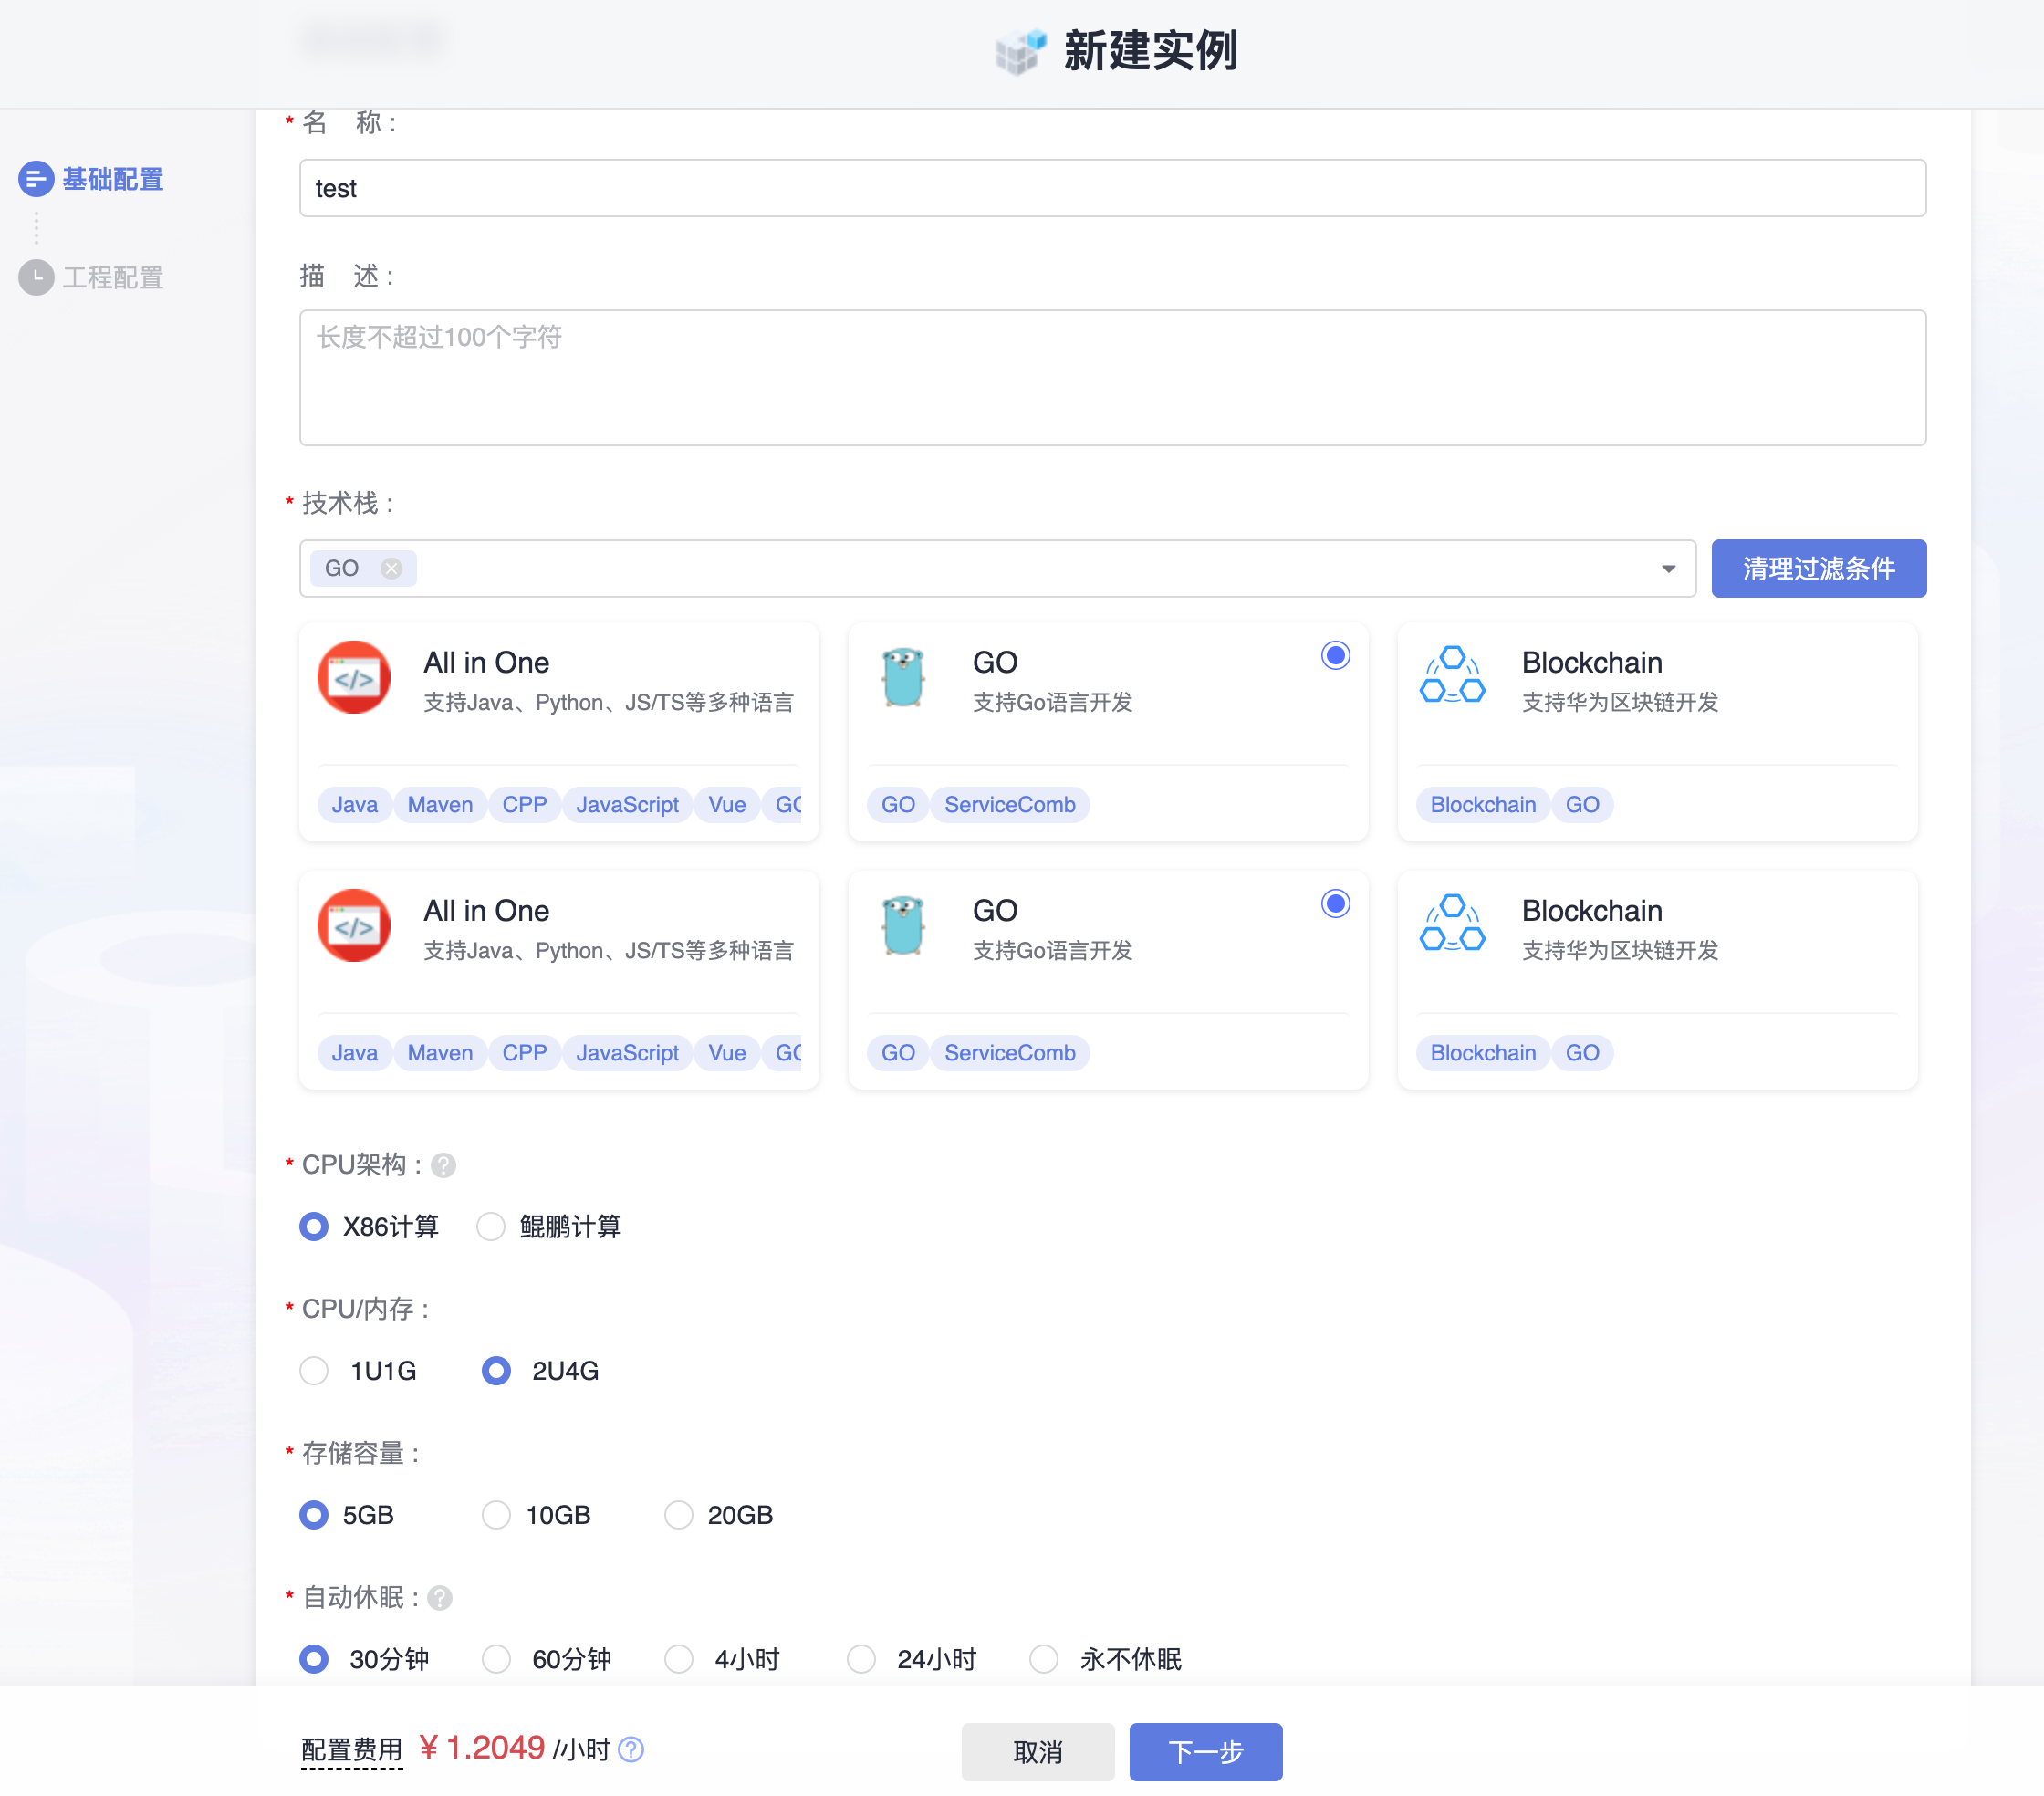 新建实例
基础配置
工程配置
* 名 称 :
test
描 述 :
长度不超过100个字符
* 技术栈 :
GO
清理过滤条件
All in One
支持Java、Python、JS/TS等多种语言
Java Maven CPP JavaScript Vue GO
GO
支持Go语言开发
GO ServiceComb
Blockchain
支持华为区块链开发
Blockchain GO
All in One
支持Java、Python、JS/TS等多种语言
Java Maven CPP JavaScript Vue GO
GO
支持Go语言开发
GO ServiceComb
Blockchain
支持华为区块链开发
Blockchain GO
* CPU架构 : ?
X86计算 鲲鹏计算
* CPU/内存 :
1U1G 2U4G
* 存储容量 :
5GB 10GB 20GB
* 自动休眠 : ?
30分钟 60分钟 4小时 24小时 永不休眠
配置费用 ¥ 1.2049 /小时 ?
取消
下一步